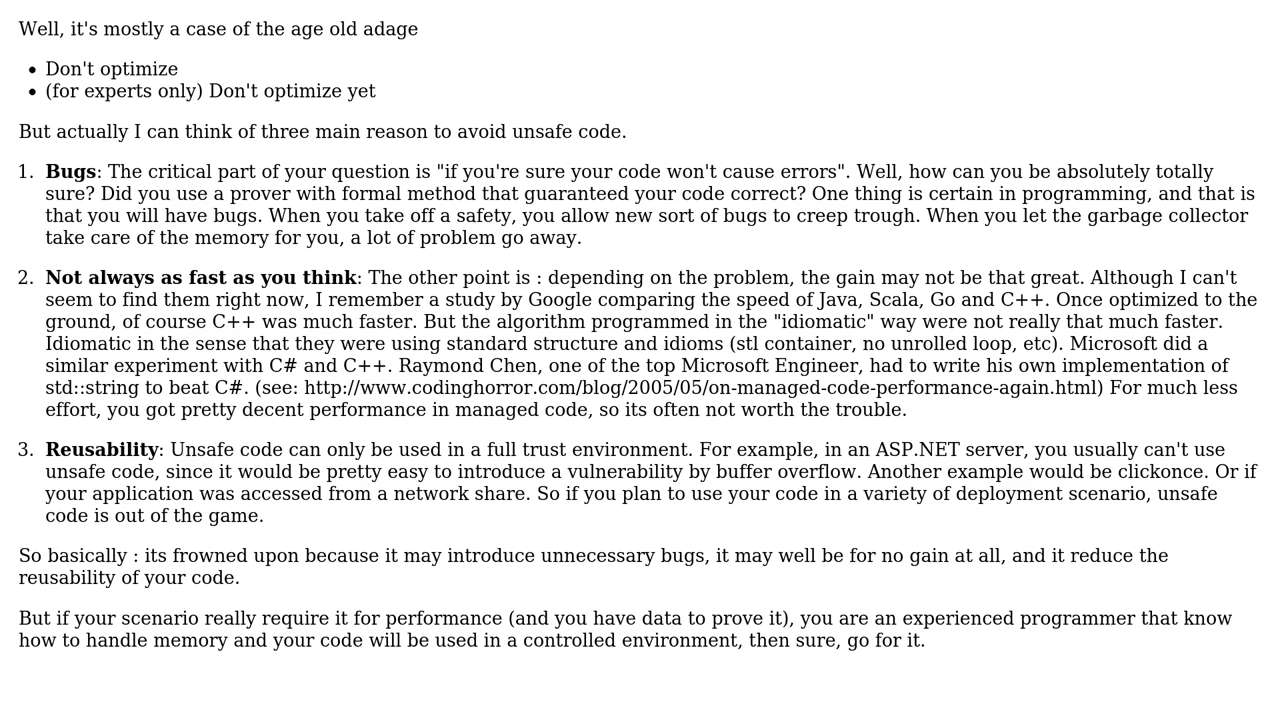 Well, it's mostly a case of the age old adage
• Don't optimize
• (for experts only) Don't optimize yet
But actually I can think of three main reason to avoid unsafe code.
1. Bugs: The critical part of your question is "if you're sure your code won't cause errors". Well, how can you be absolutely totally
sure? Did you use a prover with formal method that guaranteed your code correct? One thing is certain in programming, and that is
that you will have bugs. When you take off a safety, you allow new sort of bugs to creep trough. When you let the garbage collector
take care of the memory for you, a lot of problem go away.
2. Not always as fast as you think: The other point is : depending on the problem, the gain may not be that great. Although I can't
seem to find them right now, I remember a study by Google comparing the speed of Java, Scala, Go and C++. Once optimized to the
ground, of course C++ was much faster. But the algorithm programmed in the "idiomatic" way were not really that much faster.
Idiomatic in the sense that they were using standard structure and idioms (stl container, no unrolled loop, etc). Microsoft did a
similar experiment with C# and C++. Raymond Chen, one of the top Microsoft Engineer, had to write his own implementation of
std::string to beat C#. (see: http://www.codinghorror.com/blog/2005/05/on-managed-code-performance-again.html) For much less
effort, you got pretty decent performance in managed code, so its often not worth the trouble.
3. Reusability: Unsafe code can only be used in a full trust environment. For example, in an ASP.NET server, you usually can't use
unsafe code, since it would be pretty easy to introduce a vulnerability by buffer overflow. Another example would be clickonce. Or if
your application was accessed from a network share. So if you plan to use your code in a variety of deployment scenario, unsafe
code is out of the game.
So basically : its frowned upon because it may introduce unnecessary bugs, it may well be for no gain at all, and it reduce the
reusability of your code.
But if your scenario really require it for performance (and you have data to prove it), you are an experienced programmer that know
how to handle memory and your code will be used in a controlled environment, then sure, go for it.